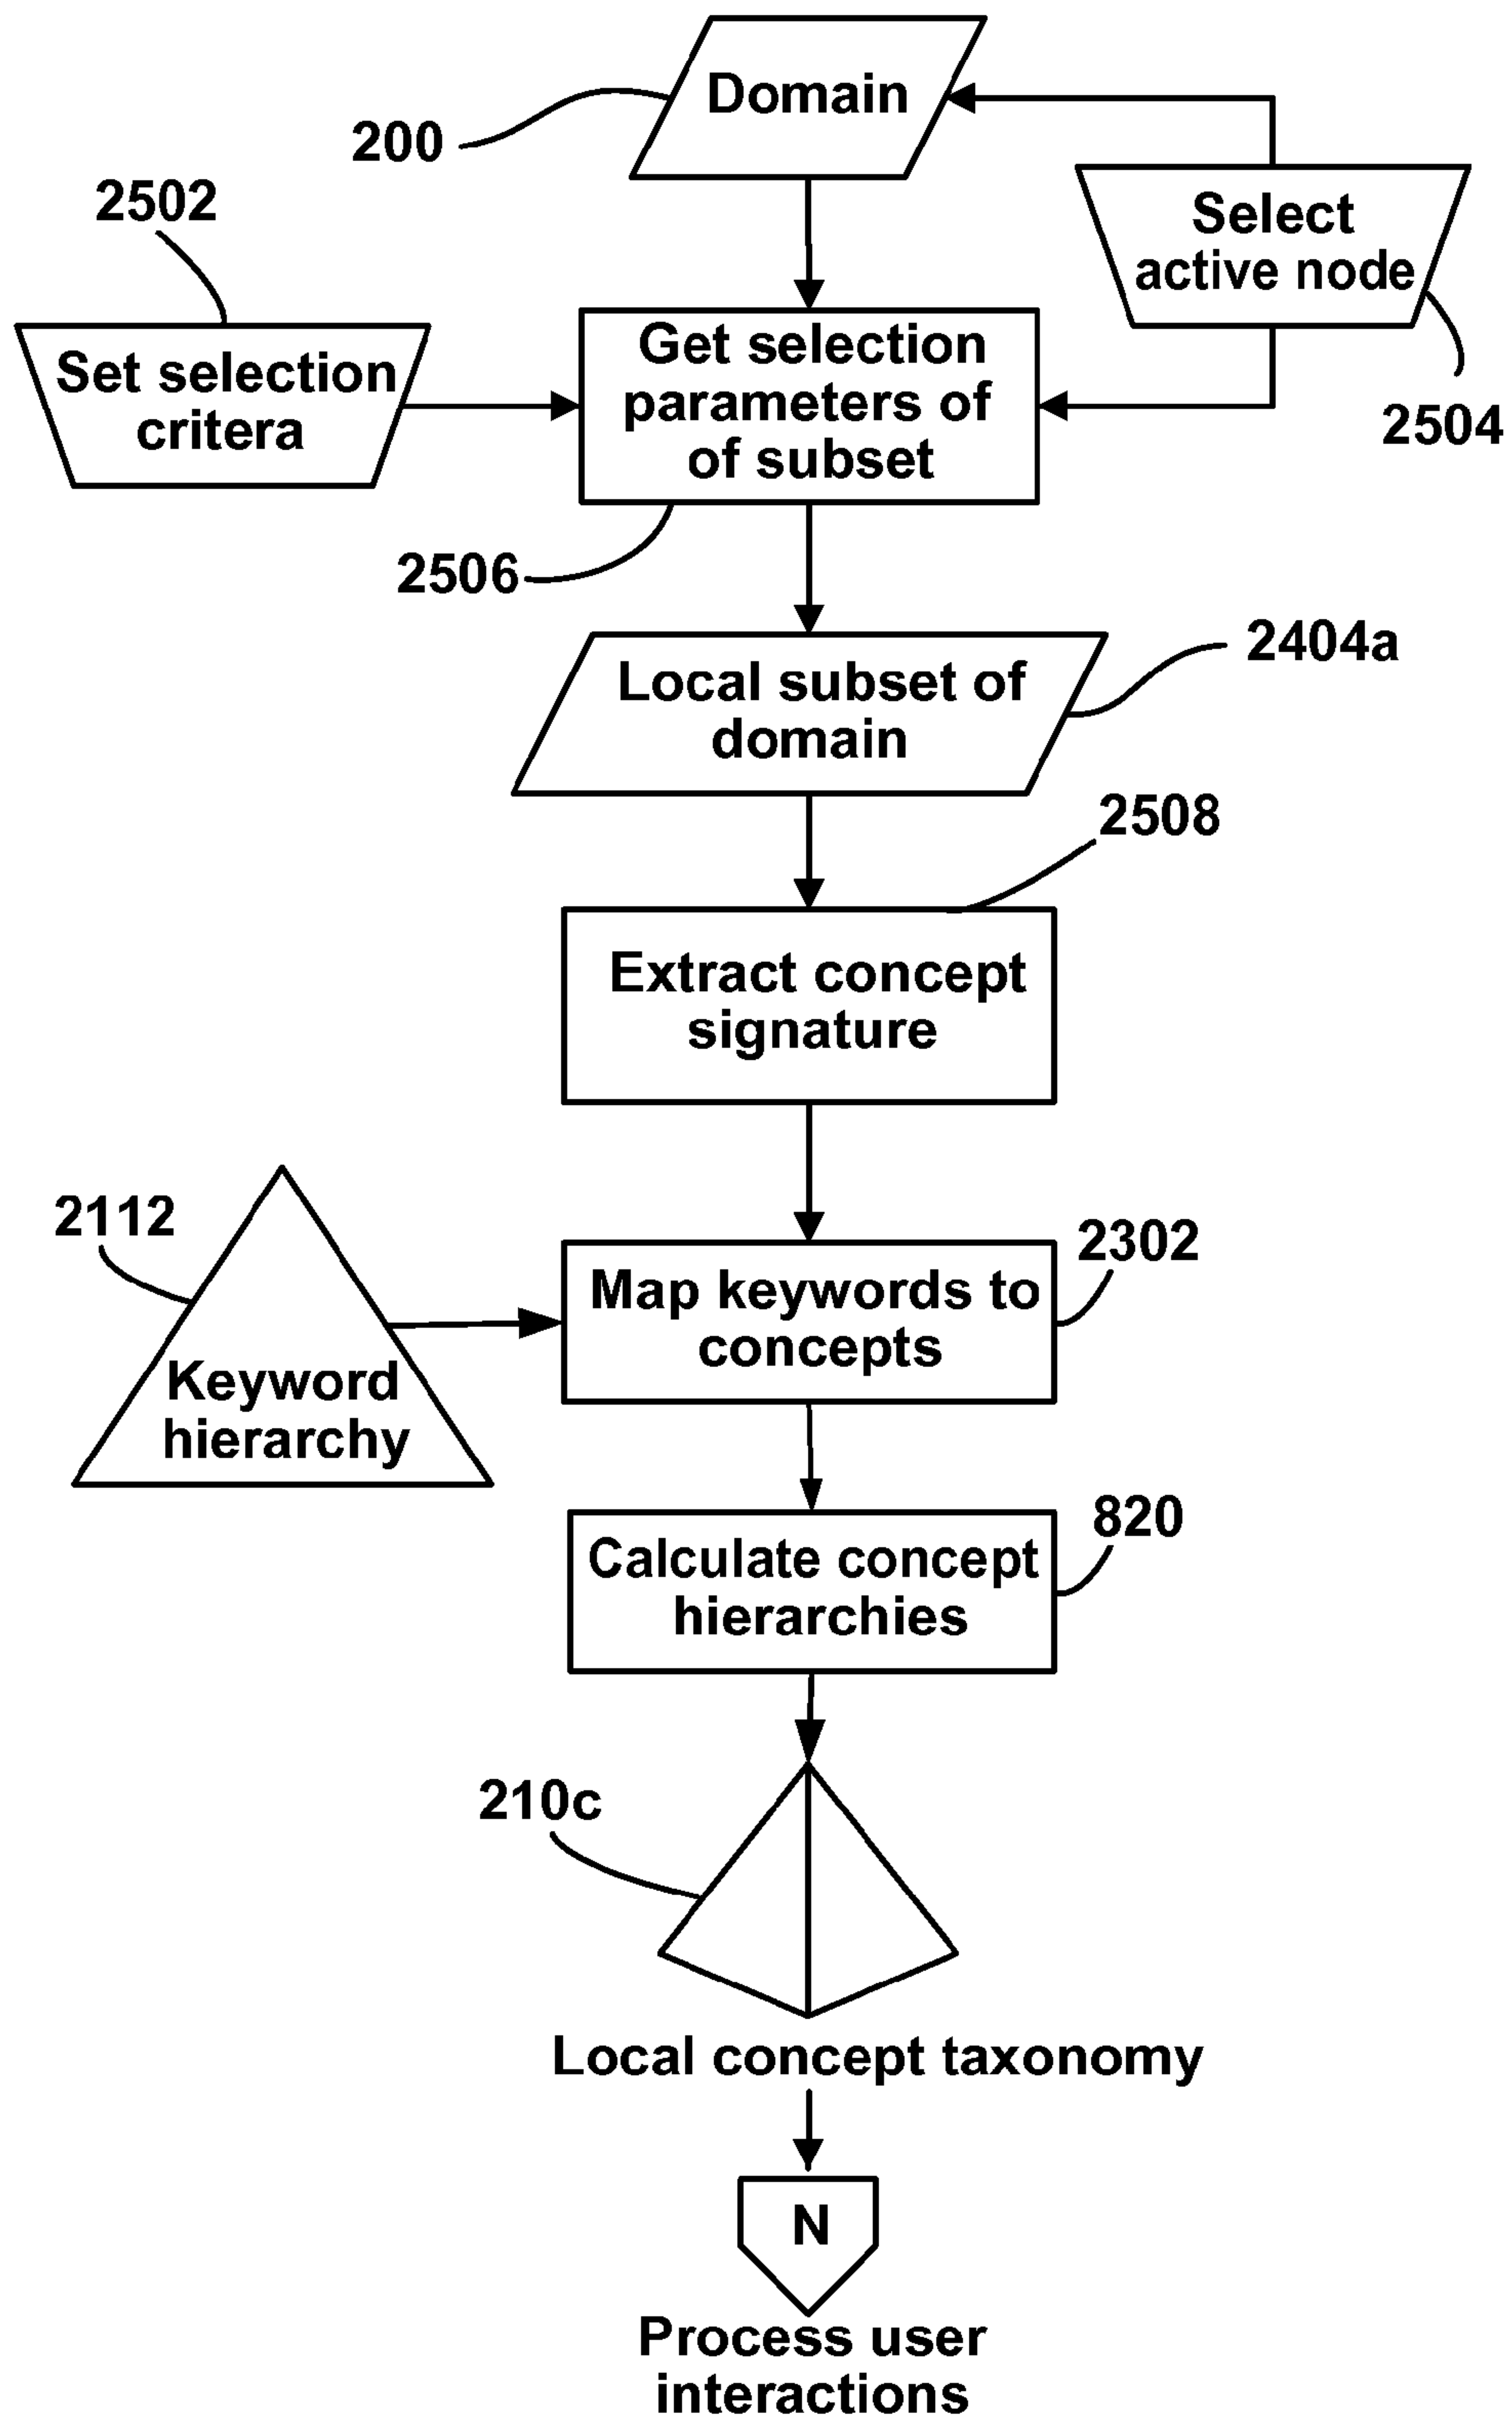 Domain
200
2502
Select
active node
Set selection
critera
Get selection
parameters of
of subset
2504
2506
2404a
Local subset of
domain
2508
Extract concept
signature
2112
2302
Map keywords to
concepts
Keyword
hierarchy
820
Calculate concept
hierarchies
210c
Local concept taxonomy
N
Process user
interactions